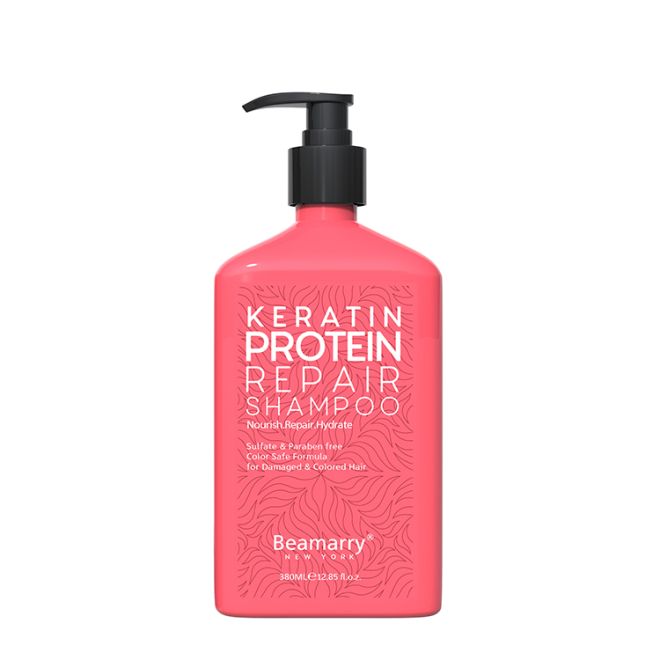 KERATIN
PROTEIN
REPAIR
SHAMPOO
Nourish.Repair.Hydrate
Sulfate & Paraben free
Color Safe Formula
for Damaged & Colored Hair
Beamarry®
NEW YORK
380ML℮12.85 fl.o.z.